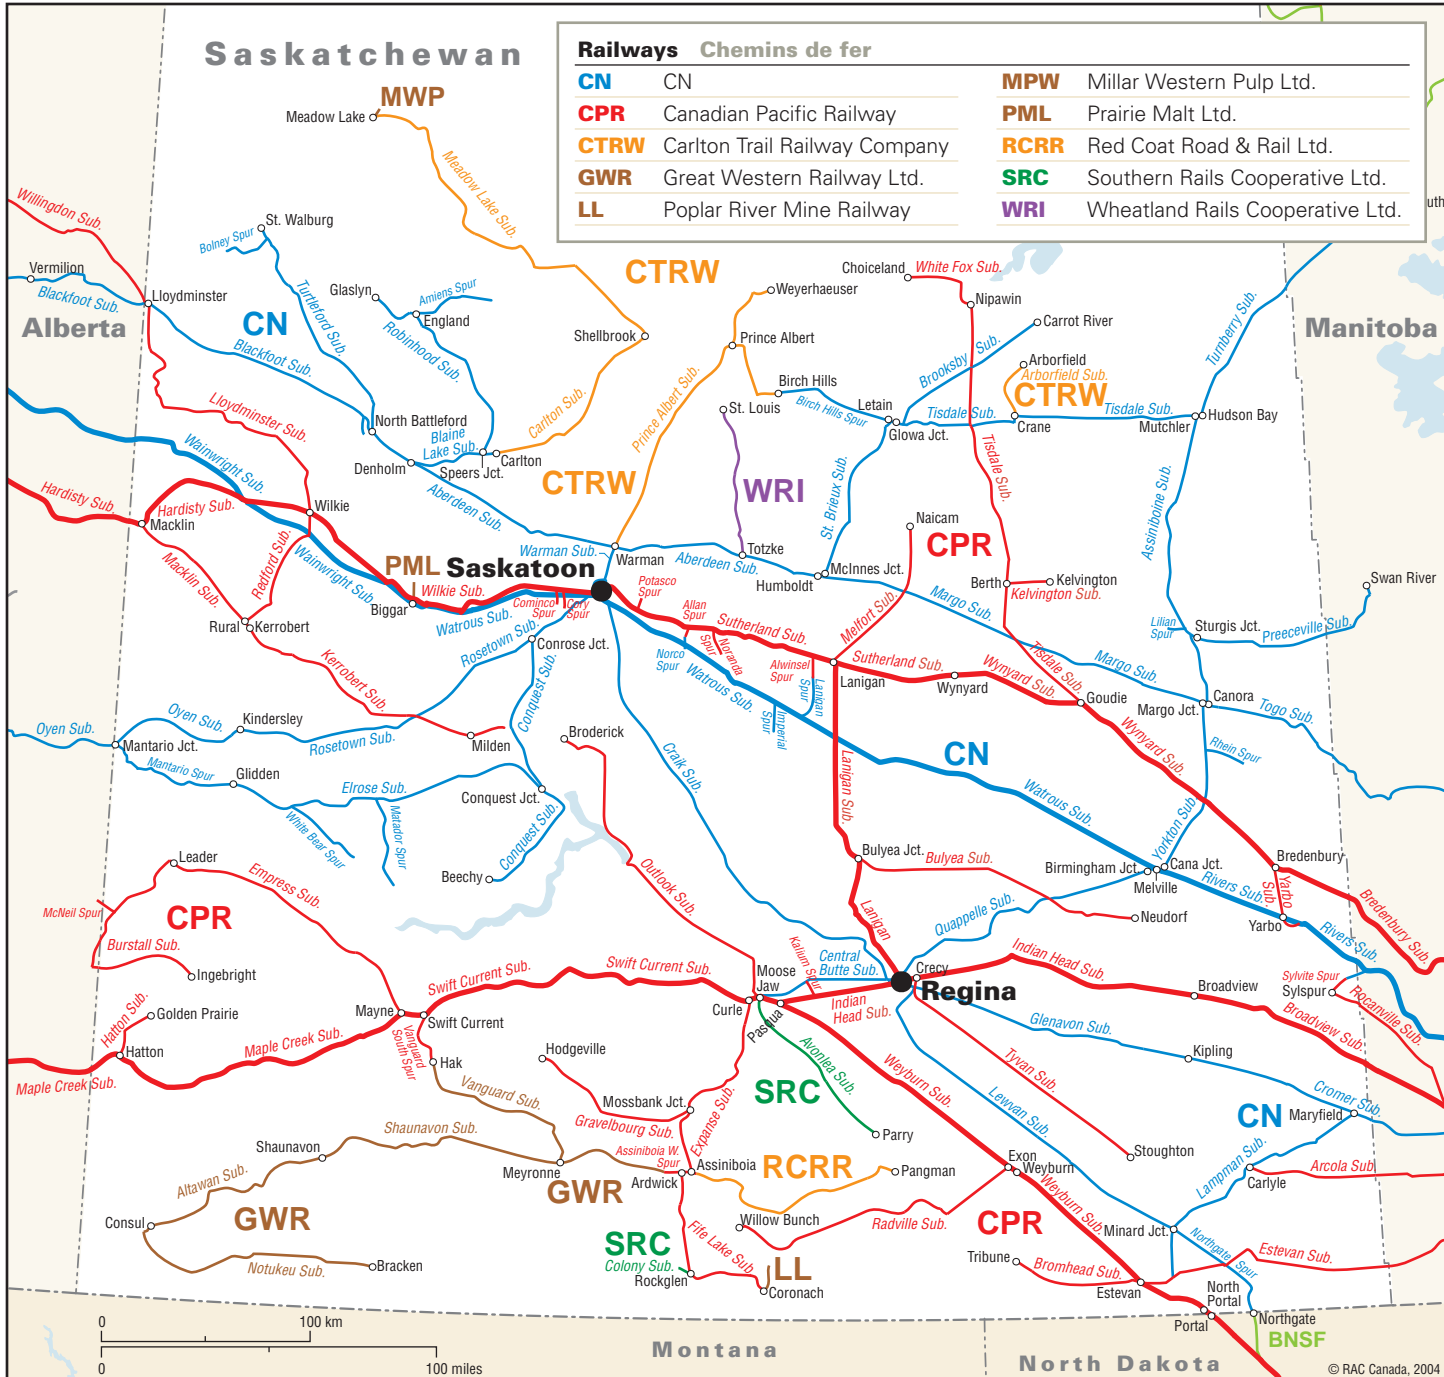 Saskatchewan
Railways Chemins de fer
CN CN
CPR Canadian Pacific Railway
CTRW Carlton Trail Railway Company
GWR Great Western Railway Ltd.
LL Poplar River Mine Railway
MPW Millar Western Pulp Ltd.
PML Prairie Malt Ltd.
RCRR Red Coat Road & Rail Ltd.
SRC Southern Rails Cooperative Ltd.
WRI Wheatland Rails Cooperative Ltd.
MWP
Meadow Lake
Meadow Lake Sub.
Willingdon Sub.
St. Walburg
Bolney Spur
Vermilion
Blackfoot Sub.
Lloydminster
Alberta
Turtleford Sub.
CN
Blackfoot Sub.
Glaslyn
Amiens Spur
England
Robinhood Sub.
CTRW
Weyerhaeuser
Shellbrook
Prince Albert
Choiceland
White Fox Sub.
Nipawin
Carrot River
Brooksby Sub.
Arborfield
Arborfield Sub.
CTRW
Turnberry Sub.
Manitoba
Lloydminster Sub.
North Battleford
Blaine
Lake Sub.
Denholm
Speers Jct.
Carlton
Carlton Sub.
Prince Albert Sub.
Birch Hills
Birch Hills Spur
St. Louis
Letain
Glowa Jct.
Tisdale Sub.
Crane
Tisdale Sub.
Mutchler
Hudson Bay
Wainwright Sub.
Hardisty Sub.
Hardisty Sub.
Macklin
Wilkie
Aberdeen Sub.
CTRW
WRI
St. Brieux Sub.
Tisdale Sub.
Assiniboine Sub.
Naicam
CPR
Macklin Sub.
Redford Sub.
Wainwright Sub.
PML
Saskatoon
Biggar
Wilkie Sub.
Watrous Sub.
Cominco
Spur
Cory
Spur
Warman Sub.
Warman
Aberdeen Sub.
Totzke
Humboldt
McInnes Jct.
Potasco
Spur
Allan
Spur
Noranda
Spur
Norco
Spur
Sutherland Sub.
Melfort Sub.
Margo Sub.
Berth
Kelvington
Kelvington Sub.
Swan River
Lilian
Spur
Sturgis Jct.
Preeceville Sub.
Rural
Kerrobert
Kerrobert Sub.
Rosetown Sub.
Conrose Jct.
Conquest Sub.
Watrous Sub.
Alwinsel
Spur
Lanigan
Spur
Imperial
Spur
Lanigan
Sutherland Sub.
Wynyard
Wynyard Sub.
Tisdale Sub.
Goudie
Margo Sub.
Margo Jct.
Canora
Togo Sub.
Rhein Spur
Oyen Sub.
Mantario Jct.
Oyen Sub.
Kindersley
Rosetown Sub.
Milden
Broderick
Craik Sub.
Lanigan Sub.
CN
Watrous Sub.
Wynyard Sub.
Yorkton Sub.
Mantario Spur
Glidden
Elrose Sub.
Conquest Jct.
White Bear Spur
Matador Spur
Conquest Sub.
Beechy
Outlook Sub.
Bulyea Jct.
Bulyea Sub.
Neudorf
Birmingham Jct.
Cana Jct.
Melville
Rivers Sub.
Bredenbury
Yarbo
Sub.
Yarbo
Rivers Sub.
Bredenbury Sub.
Leader
Empress Sub.
McNeil Spur
CPR
Burstall Sub.
Ingebright
Lanigan
Quappelle Sub.
Hatton Sub.
Golden Prairie
Hatton
Maple Creek Sub.
Maple Creek Sub.
Mayne
Swift Current
Swift Current Sub.
Swift Current Sub.
Vanguard
South Spur
Hak
Curle
Moose
Jaw
Pasqua
Kalium Spur
Central
Butte Sub.
Indian
Head Sub.
Crecy
Regina
Indian Head Sub.
Broadview
Broadview Sub.
Sylvite Spur
Sylspur
Rocanville Sub.
Glenavon Sub.
Kipling
Cromer Sub.
CN
Maryfield
Hodgeville
Mossbank Jct.
Gravelbourg Sub.
Expanse Sub.
Avonlea Sub.
SRC
Parry
Weyburn Sub.
Lewvan Sub.
Tyvan Sub.
Stoughton
Vanguard Sub.
Shaunavon
Shaunavon Sub.
Altawan Sub.
Meyronne
GWR
Assiniboia W.
Spur
Assiniboia
Ardwick
RCRR
Pangman
Exon
Weyburn
Weyburn Sub.
Lampman Sub.
Carlyle
Arcola Sub.
Consul
GWR
Notukeu Sub.
Bracken
SRC
Colony Sub.
Rockglen
Fife Lake Sub.
LL
Coronach
Willow Bunch
Radville Sub.
CPR
Minard Jct.
Northgate Spur
Tribune
Bromhead Sub.
Estevan
Estevan Sub.
North
Portal
Portal
Northgate
BNSF
0 100 km
0 100 miles
Montana
North Dakota
© RAC Canada, 2004